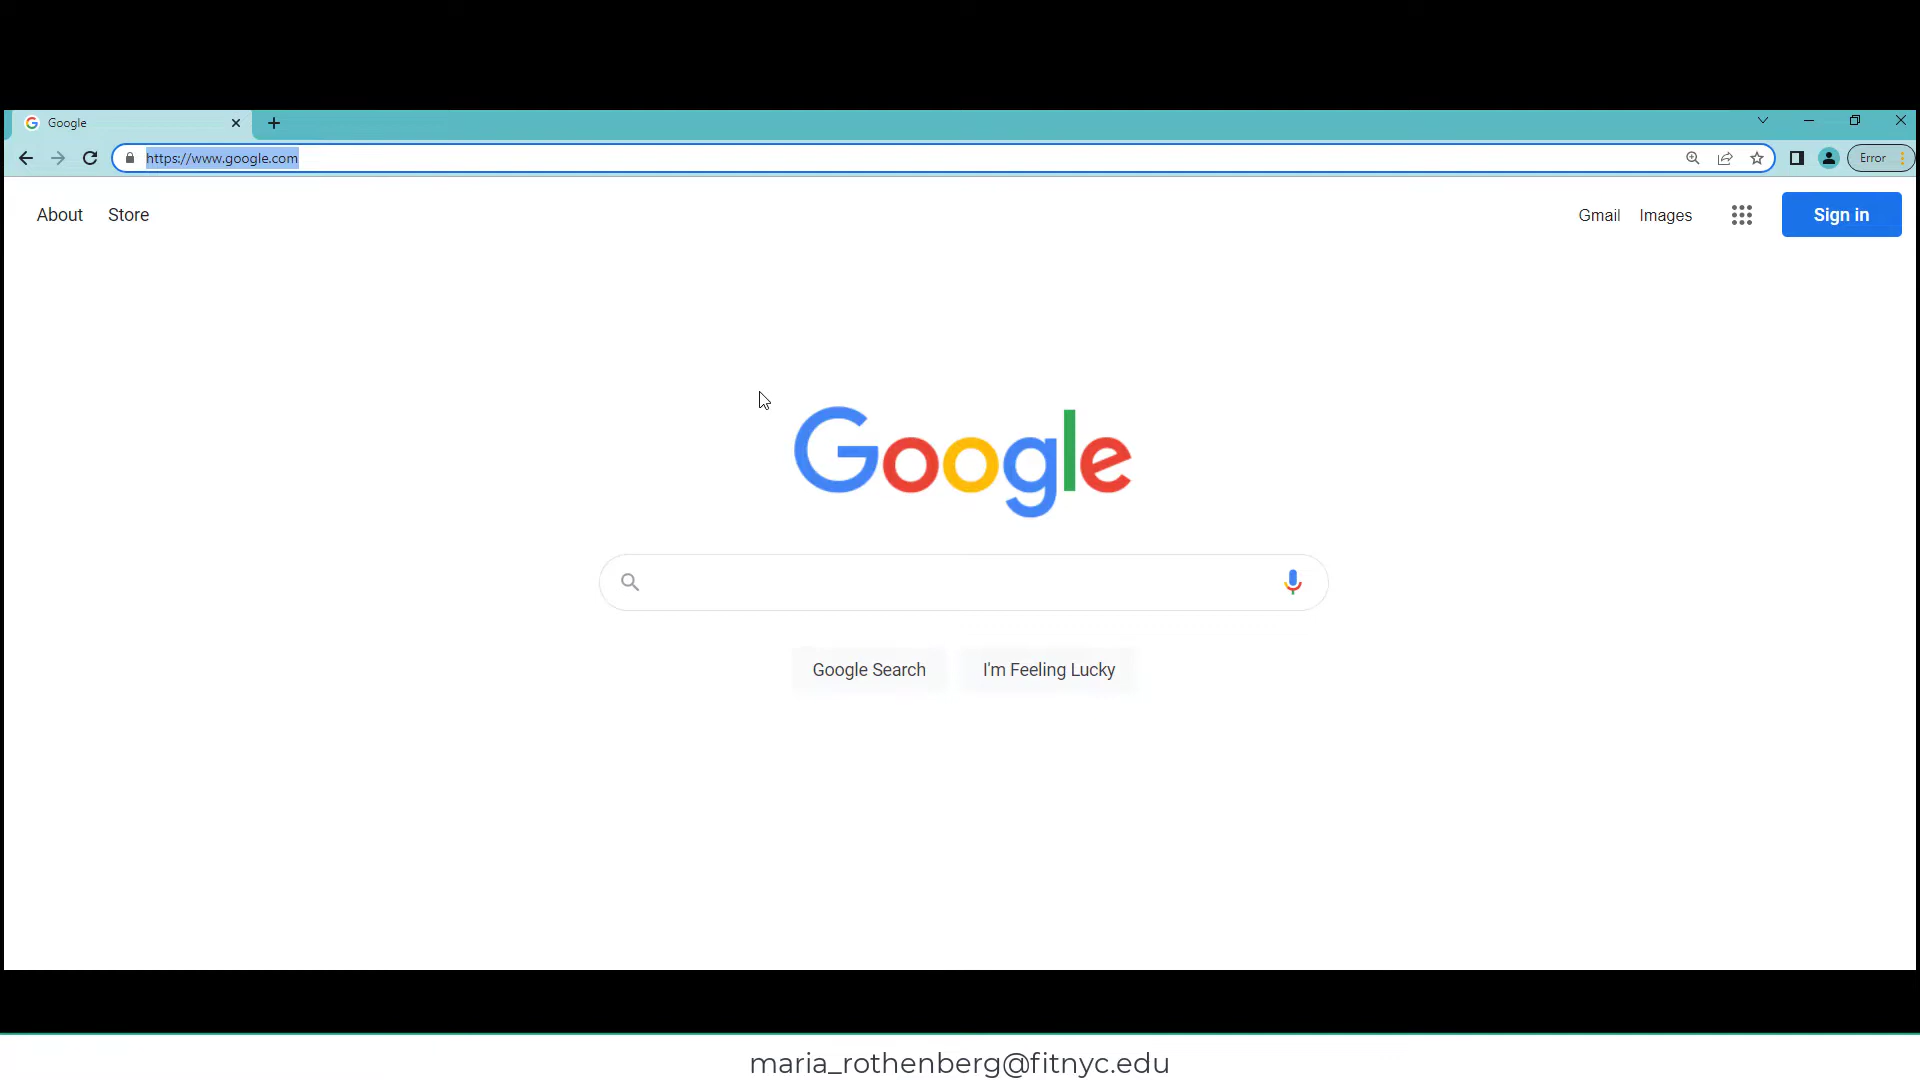 Google
https://www.google.com
Error
About Store
Gmail Images
Sign in
Google
Google Search I'm Feeling Lucky
maria_rothenberg@fitnyc.edu